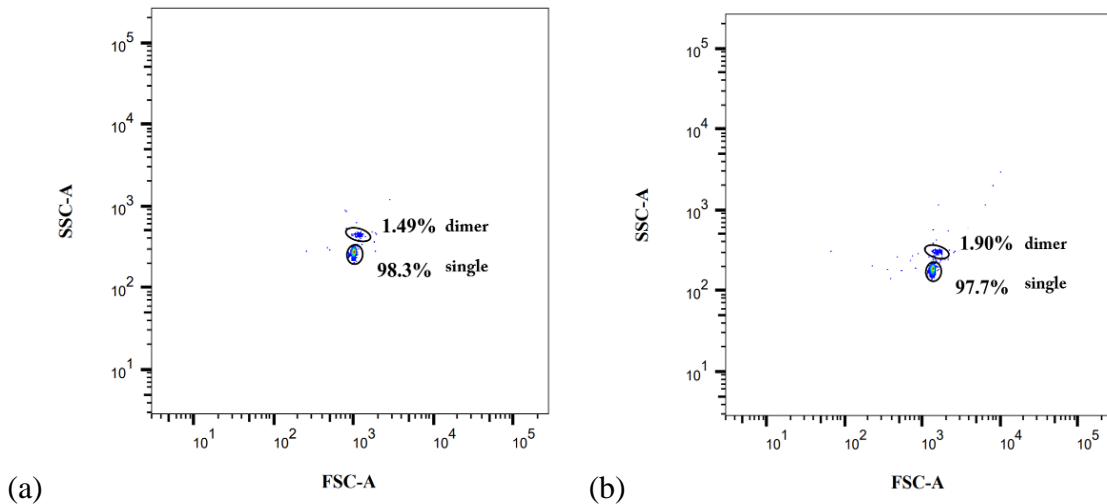 10^5
10^4
10^3
10^2
10^1
SSC-A
1.49% dimer
98.3% single
10^1 10^2 10^3 10^4 10^5
FSC-A
(a)
10^5
10^4
10^3
10^2
10^1
SSC-A
1.90% dimer
97.7% single
10^1 10^2 10^3 10^4 10^5
FSC-A
(b)